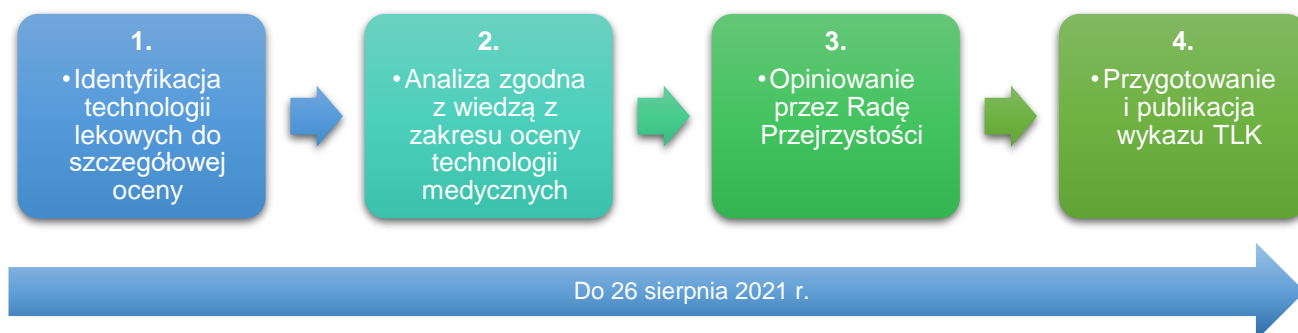 1.
•Identyfikacja
technologii
lekowych do
szczegółowej
oceny
2.
•Analiza zgodna
z wiedzą z
zakresu oceny
technologii
medycznych
3.
•Opiniowanie
przez Radę
Przejrzystości
4.
•Przygotowanie
i publikacja
wykazu TLK
Do 26 sierpnia 2021 r.